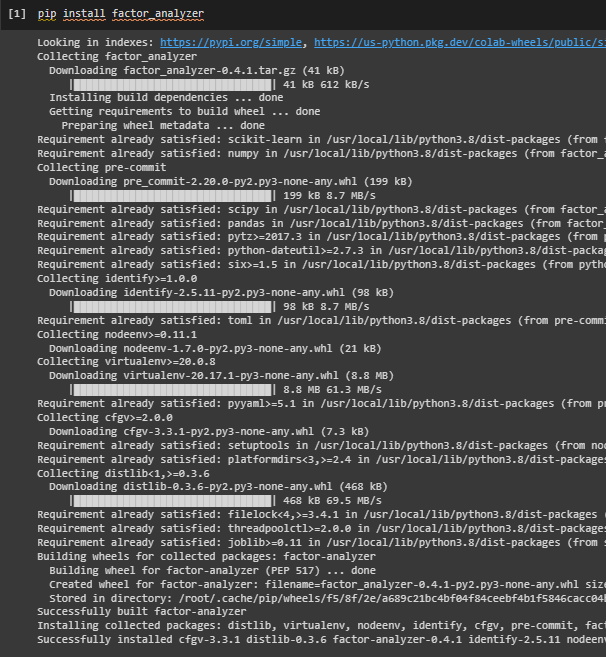 [1] pip install factor_analyzer
Looking in indexes: https://pypi.org/simple, https://us-python.pkg.dev/colab-wheels/public/si
Collecting factor_analyzer
Downloading factor_analyzer-0.4.1.tar.gz (41 kB)
|████████████████████████████████| 41 kB 612 kB/s
Installing build dependencies ... done
Getting requirements to build wheel ... done
Preparing wheel metadata ... done
Requirement already satisfied: scikit-learn in /usr/local/lib/python3.8/dist-packages (from f
Requirement already satisfied: numpy in /usr/local/lib/python3.8/dist-packages (from factor_a
Collecting pre-commit
Downloading pre_commit-2.20.0-py2.py3-none-any.whl (199 kB)
|████████████████████████████████| 199 kB 8.7 MB/s
Requirement already satisfied: scipy in /usr/local/lib/python3.8/dist-packages (from factor_a
Requirement already satisfied: pandas in /usr/local/lib/python3.8/dist-packages (from factor_
Requirement already satisfied: pytz>=2017.3 in /usr/local/lib/python3.8/dist-packages (from p
Requirement already satisfied: python-dateutil>=2.7.3 in /usr/local/lib/python3.8/dist-packag
Requirement already satisfied: six>=1.5 in /usr/local/lib/python3.8/dist-packages (from pytho
Collecting identify>=1.0.0
Downloading identify-2.5.11-py2.py3-none-any.whl (98 kB)
|████████████████████████████████| 98 kB 8.7 MB/s
Requirement already satisfied: toml in /usr/local/lib/python3.8/dist-packages (from pre-commi
Collecting nodeenv>=0.11.1
Downloading nodeenv-1.7.0-py2.py3-none-any.whl (21 kB)
Collecting virtualenv>=20.0.8
Downloading virtualenv-20.17.1-py3-none-any.whl (8.8 MB)
|████████████████████████████████| 8.8 MB 61.3 MB/s
Requirement already satisfied: pyyaml>=5.1 in /usr/local/lib/python3.8/dist-packages (from pr
Collecting cfgv>=2.0.0
Downloading cfgv-3.3.1-py2.py3-none-any.whl (7.3 kB)
Requirement already satisfied: setuptools in /usr/local/lib/python3.8/dist-packages (from nod
Requirement already satisfied: platformdirs<3,>=2.4 in /usr/local/lib/python3.8/dist-packages
Collecting distlib<1,>=0.3.6
Downloading distlib-0.3.6-py2.py3-none-any.whl (468 kB)
|████████████████████████████████| 468 kB 69.5 MB/s
Requirement already satisfied: filelock<4,>=3.4.1 in /usr/local/lib/python3.8/dist-packages (
Requirement already satisfied: threadpoolctl>=2.0.0 in /usr/local/lib/python3.8/dist-packages
Requirement already satisfied: joblib>=0.11 in /usr/local/lib/python3.8/dist-packages (from s
Building wheels for collected packages: factor-analyzer
Building wheel for factor-analyzer (PEP 517) ... done
Created wheel for factor-analyzer: filename=factor_analyzer-0.4.1-py2.py3-none-any.whl size
Stored in directory: /root/.cache/pip/wheels/f5/8f/2e/a689c21bc4bf04f84ceebf4b1f5846cacc04b
Successfully built factor-analyzer
Installing collected packages: distlib, virtualenv, nodeenv, identify, cfgv, pre-commit, fact
Successfully installed cfgv-3.3.1 distlib-0.3.6 factor-analyzer-0.4.1 identify-2.5.11 nodeenv